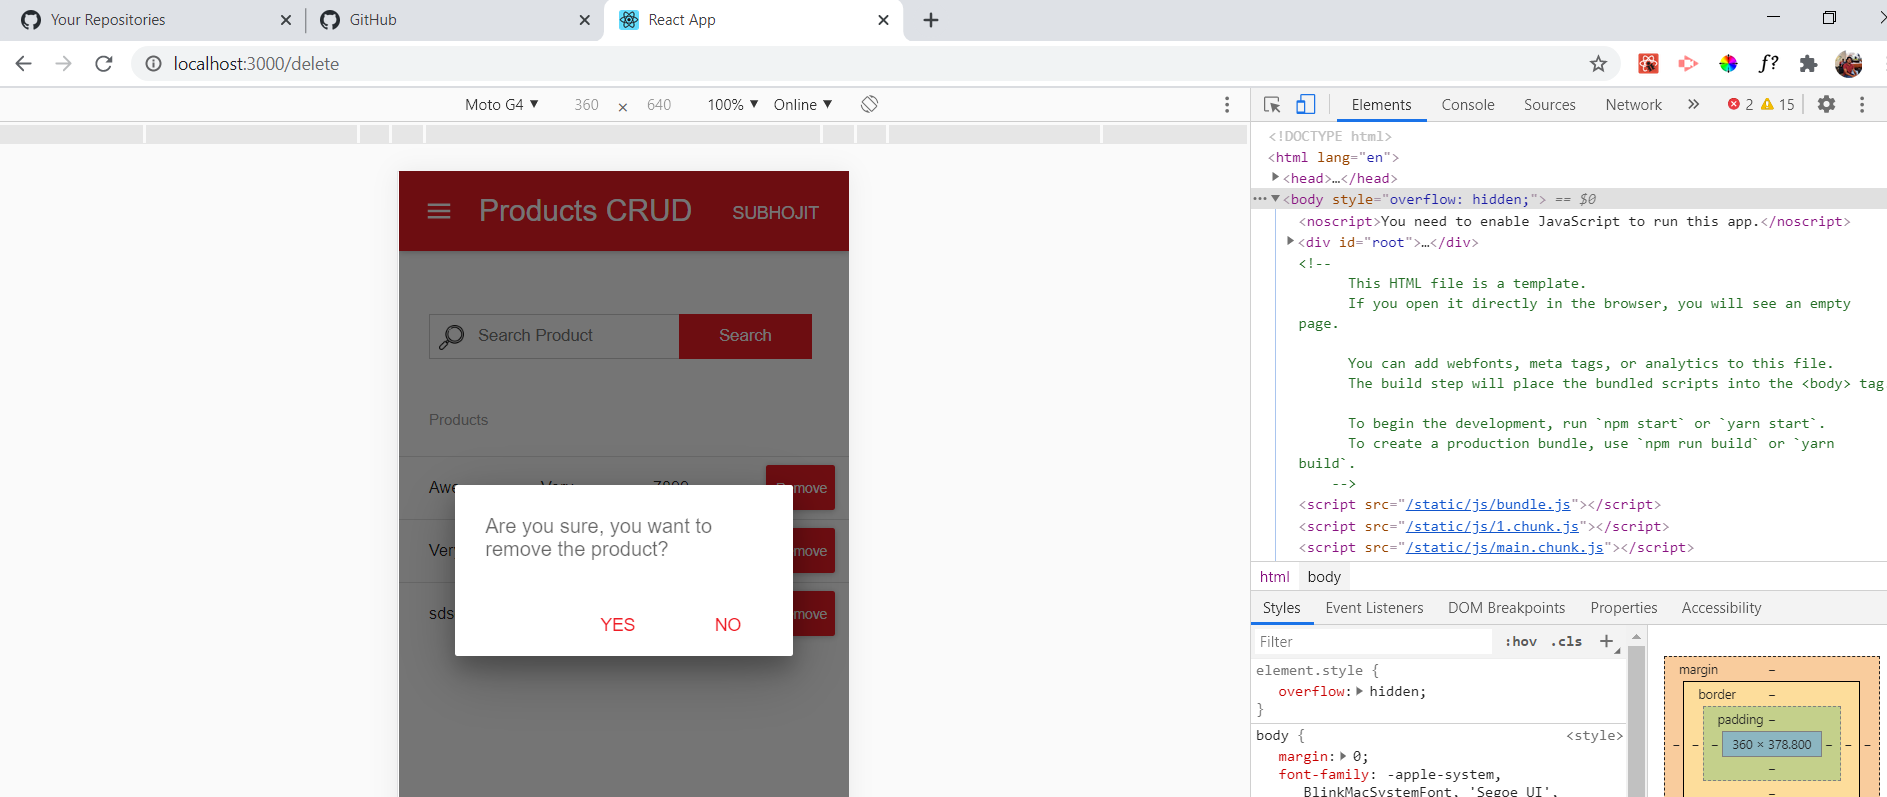 Your Repositories
GitHub
React App
localhost:3000/delete
f?
Moto G4 ▼ 360 × 640 100% ▼ Online ▼
Elements Console Sources Network » 2 15
<!DOCTYPE html>
<html lang="en">
<head>…</head>
<body style="overflow: hidden;"> == $0
<noscript>You need to enable JavaScript to run this app.</noscript>
<div id="root">…</div>
<!--
This HTML file is a template.
If you open it directly in the browser, you will see an empty
page.
You can add webfonts, meta tags, or analytics to this file.
The build step will place the bundled scripts into the <body> tag
To begin the development, run `npm start` or `yarn start`.
To create a production bundle, use `npm run build` or `yarn
build`.
-->
<script src="/static/js/bundle.js"></script>
<script src="/static/js/1.chunk.js"></script>
<script src="/static/js/main.chunk.js"></script>
html body
Styles Event Listeners DOM Breakpoints Properties Accessibility
Filter :hov .cls +
element.style {
overflow: hidden;
}
body { <style>
margin: 0;
font-family: -apple-system,
BlinkMacSystemFont, 'Segoe UI',
margin –
border –
padding –
– – – 360 × 378.800 – – –
–
–
Products CRUD SUBHOJIT
Search Product Search
Products
Are you sure, you want to
remove the product?
YES NO
sds